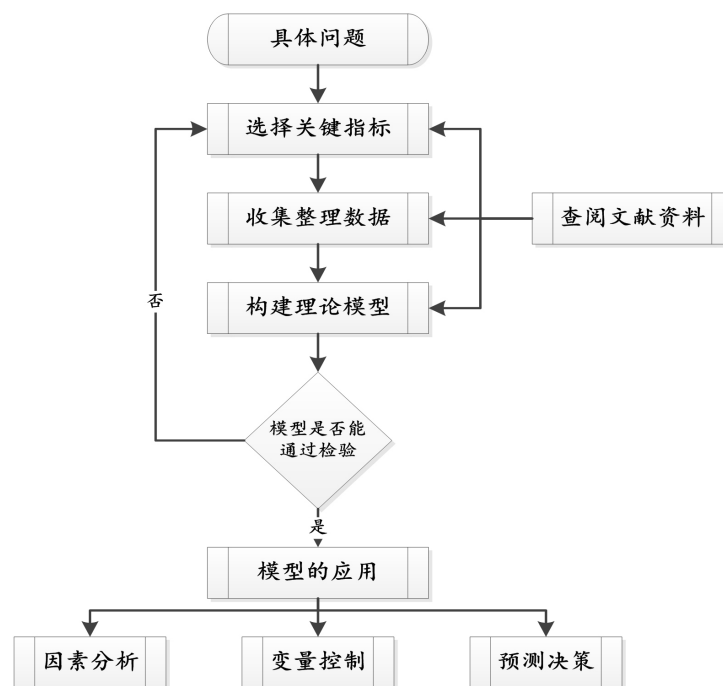 具体问题
选择关键指标
收集整理数据
查阅文献资料
构建理论模型
否
模型是否能
通过检验
是
模型的应用
因素分析
变量控制
预测决策